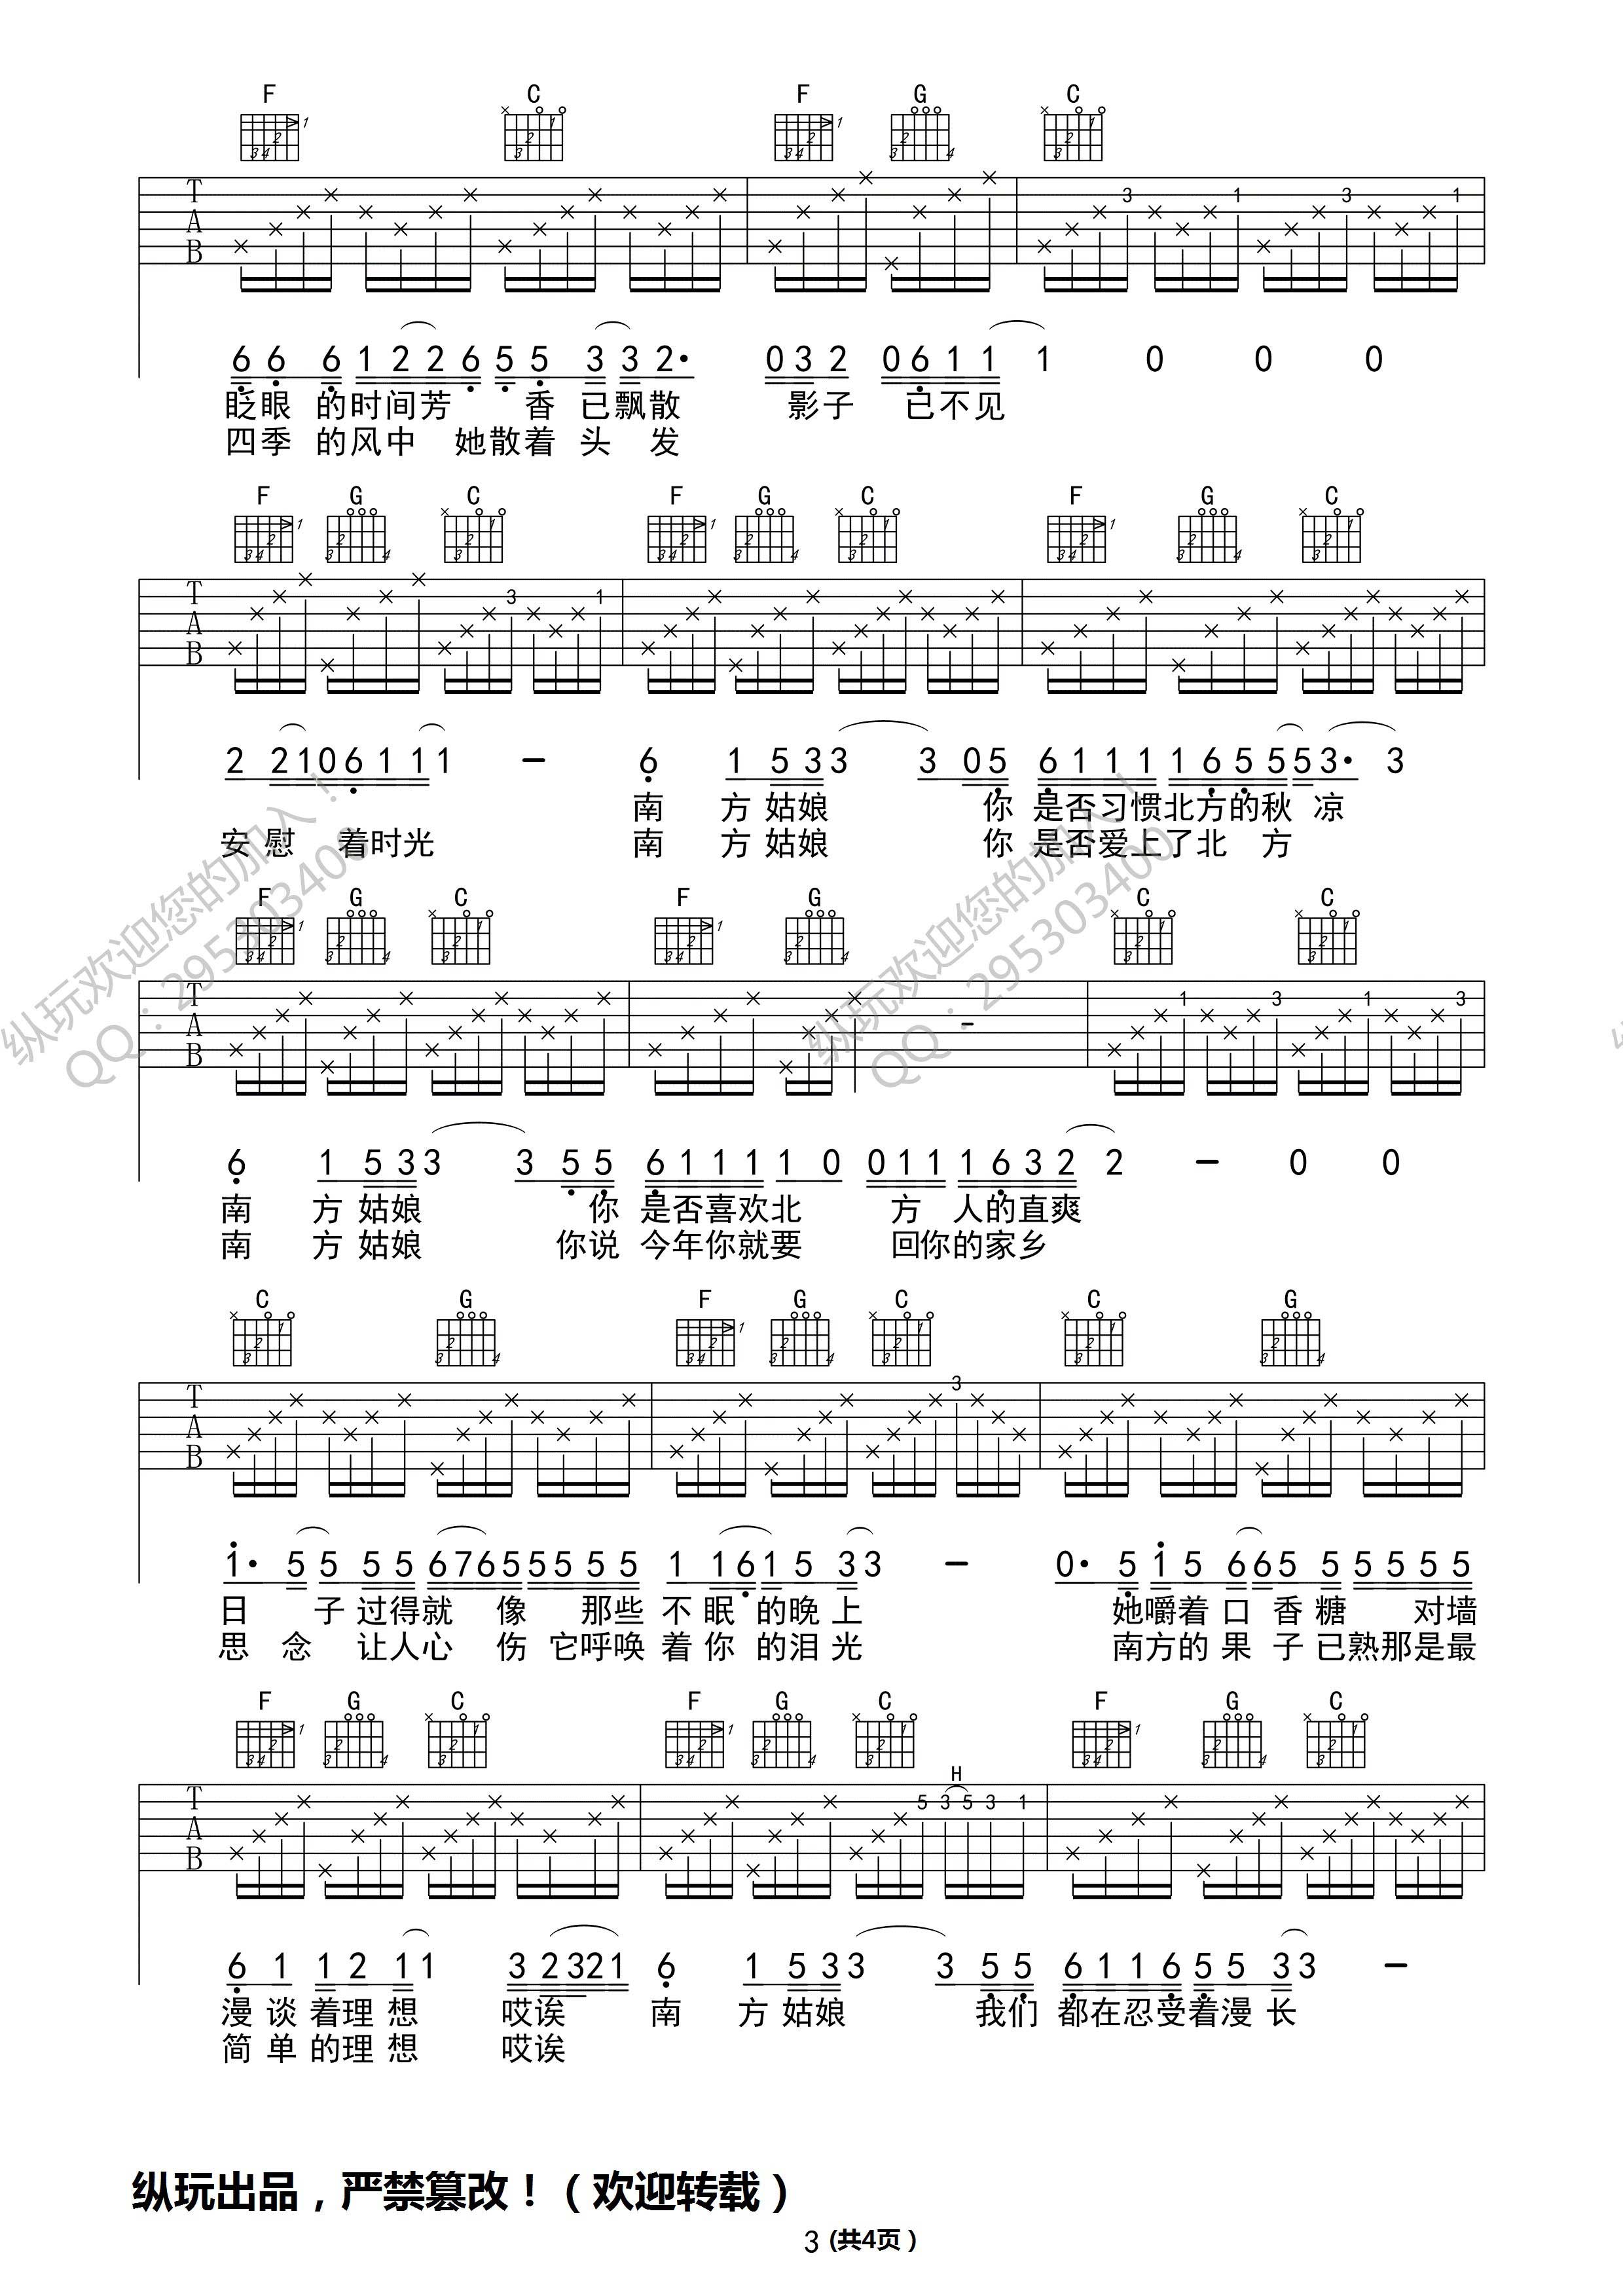 F C F G C
T A B 3 1 3 1
6 6 6 1 2 2 6 5 5 3 3 2· 0 3 2 0 6 1 1 1 0 0 0
眨眼 的时间芳 香 已飘散 影子 已不见
四季 的风中 她散着 头 发
F G C F G C F G C
T A B 3 1
2 2 1 0 6 1 1 1 － 6 1 5 3 3 3 0 5 6 1 1 1 1 6 5 5 5 3· 3
南 方 姑娘 你 是否习惯北方的秋 凉
安慰 着时光 南 方 姑娘 你 是否爱上了北 方
F G C F G C C
T A B － 1 3 1 3
6 1 5 3 3 3 5 5 6 1 1 1 1 0 0 1 1 1 6 3 2 2 － 0 0
南 方 姑娘 你 是否喜欢北 方 人的直爽
南 方 姑娘 你说 今年你就要 回你的家乡
C G F G C C G
T A B 3
1· 5 5 5 5 6 7 6 5 5 5 5 5 1 1 6 1 5 3 3 － 0· 5 1 5 6 6 5 5 5 5 5 5
日 子 过得就 像 那些 不 眠 的晚上 她嚼着 口 香 糖 对墙
思 念 让人心 伤 它呼唤 着你 的泪光 南方的 果 子 已熟那是最
F G C F G C F G C
T A B H 5 3 5 3 1
6 1 1 2 1 1 3 2 3 2 1 6 1 5 3 3 3 5 5 6 1 1 6 5 5 3 3 －
漫 谈 着理 想 哎诶 南 方 姑娘 我们 都在忍受着漫 长
简 单 的理 想 哎诶
纵玩欢迎您的加入！
QQ：295303400
纵玩欢迎您的加入！
QQ：295303400
纵玩出品，严禁篡改！（欢迎转载）
3 (共4页)